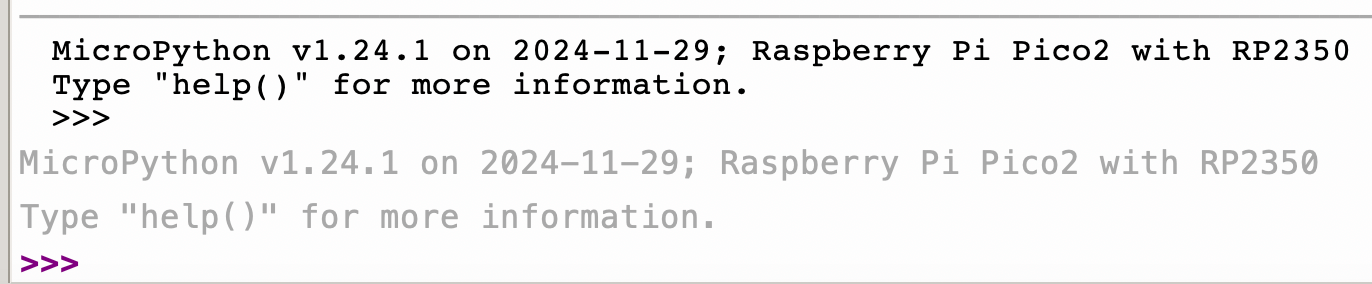 MicroPython v1.24.1 on 2024-11-29; Raspberry Pi Pico2 with RP2350
Type "help()" for more information.
>>>
MicroPython v1.24.1 on 2024-11-29; Raspberry Pi Pico2 with RP2350
Type "help()" for more information.
>>>